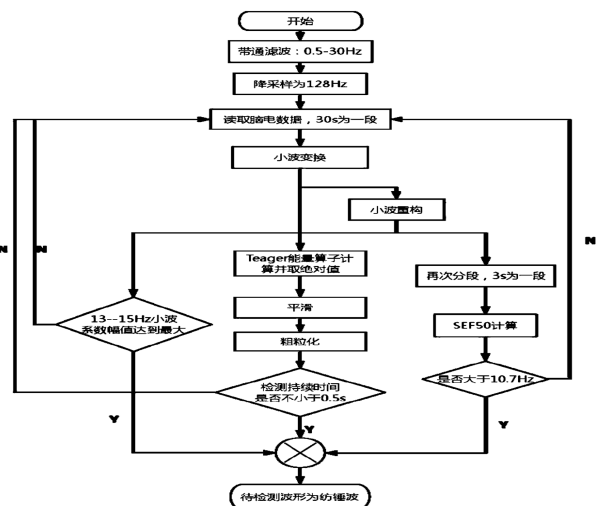 开始
带通滤波：0.5-30Hz
降采样为128Hz
读取脑电数据，30s为一段
小波变换
小波重构
Teager能量算子计
算并取绝对值
再次分段，3s为一段
平滑
13--15Hz小波
系数幅值达到最大
SEF50计算
粗粒化
检测持续时间
是否不小于0.5s
是否大于10.7Hz
N
N
N
Y
Y
Y
待检测波形为纺锤波